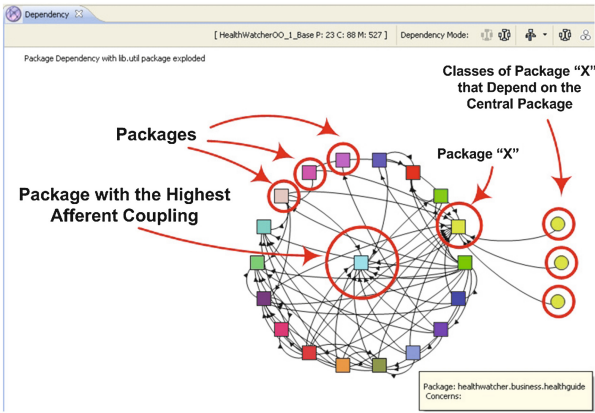 Dependency
[ HealthWatcherOO_1_Base P: 23 C: 88 M: 527 ]
Dependency Mode:
Package Dependency with lib.util package exploded
Classes of Package “X”
that Depend on the
Central Package
Packages
Package “X”
Package with the Highest
Afferent Coupling
Package: healthwatcher.business.healthguide
Concerns: